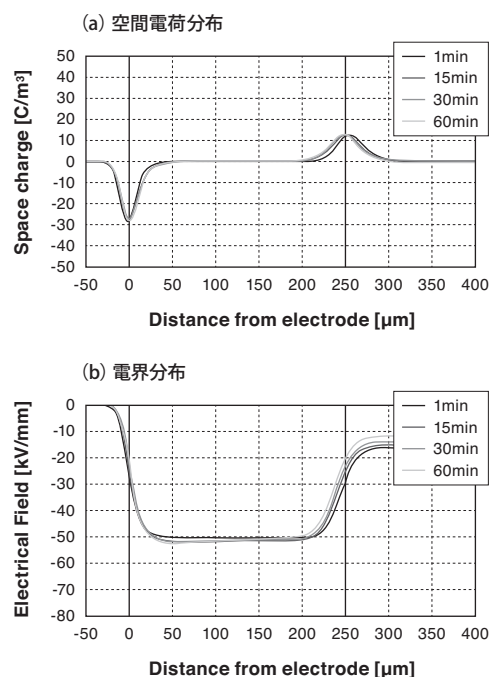 (a) 空間電荷分布
Space charge [C/m³]
50
40
30
20
10
0
-10
-20
-30
-40
-50
1min
15min
30min
60min
-50 0 50 100 150 200 250 300 350 400
Distance from electrode [μm]
(b) 電界分布
Electrical Field [kV/mm]
0
-10
-20
-30
-40
-50
-60
-70
-80
1min
15min
30min
60min
-50 0 50 100 150 200 250 300 350 400
Distance from electrode [μm]